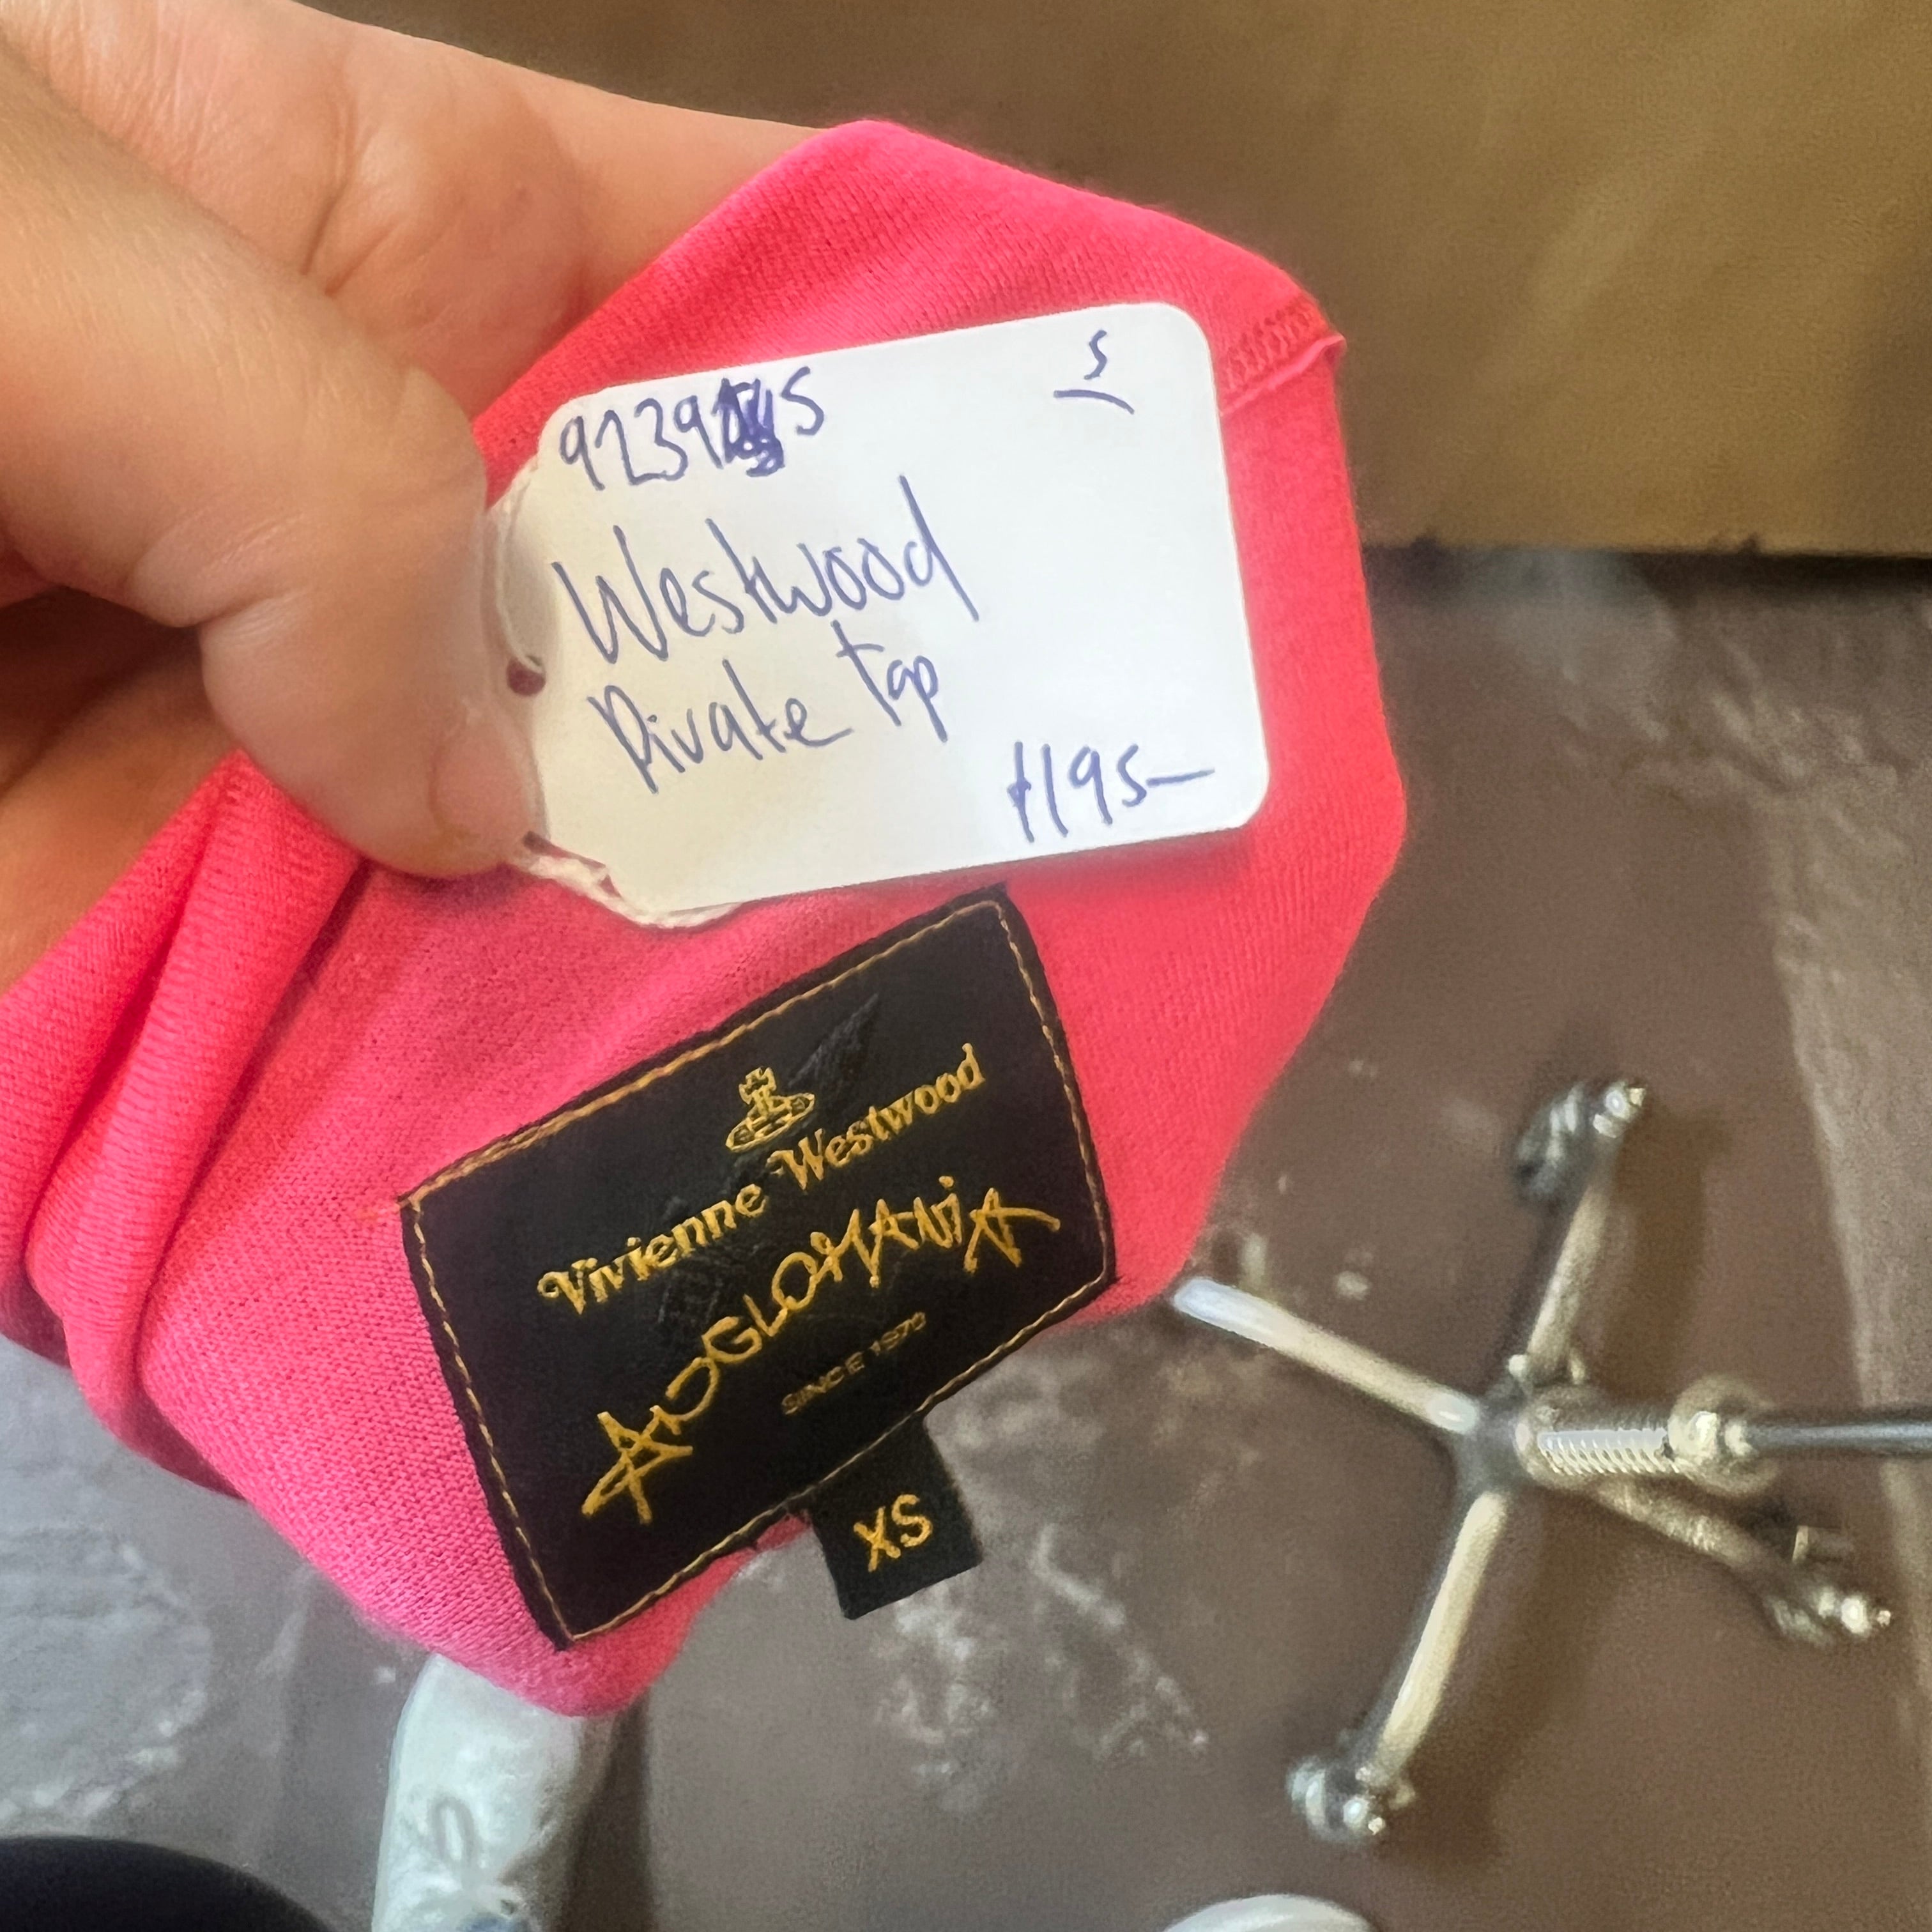 S
Westwood
Pirate top
£195—
Vivienne Westwood
ANGLOMANiA
SINCE 1970
XS